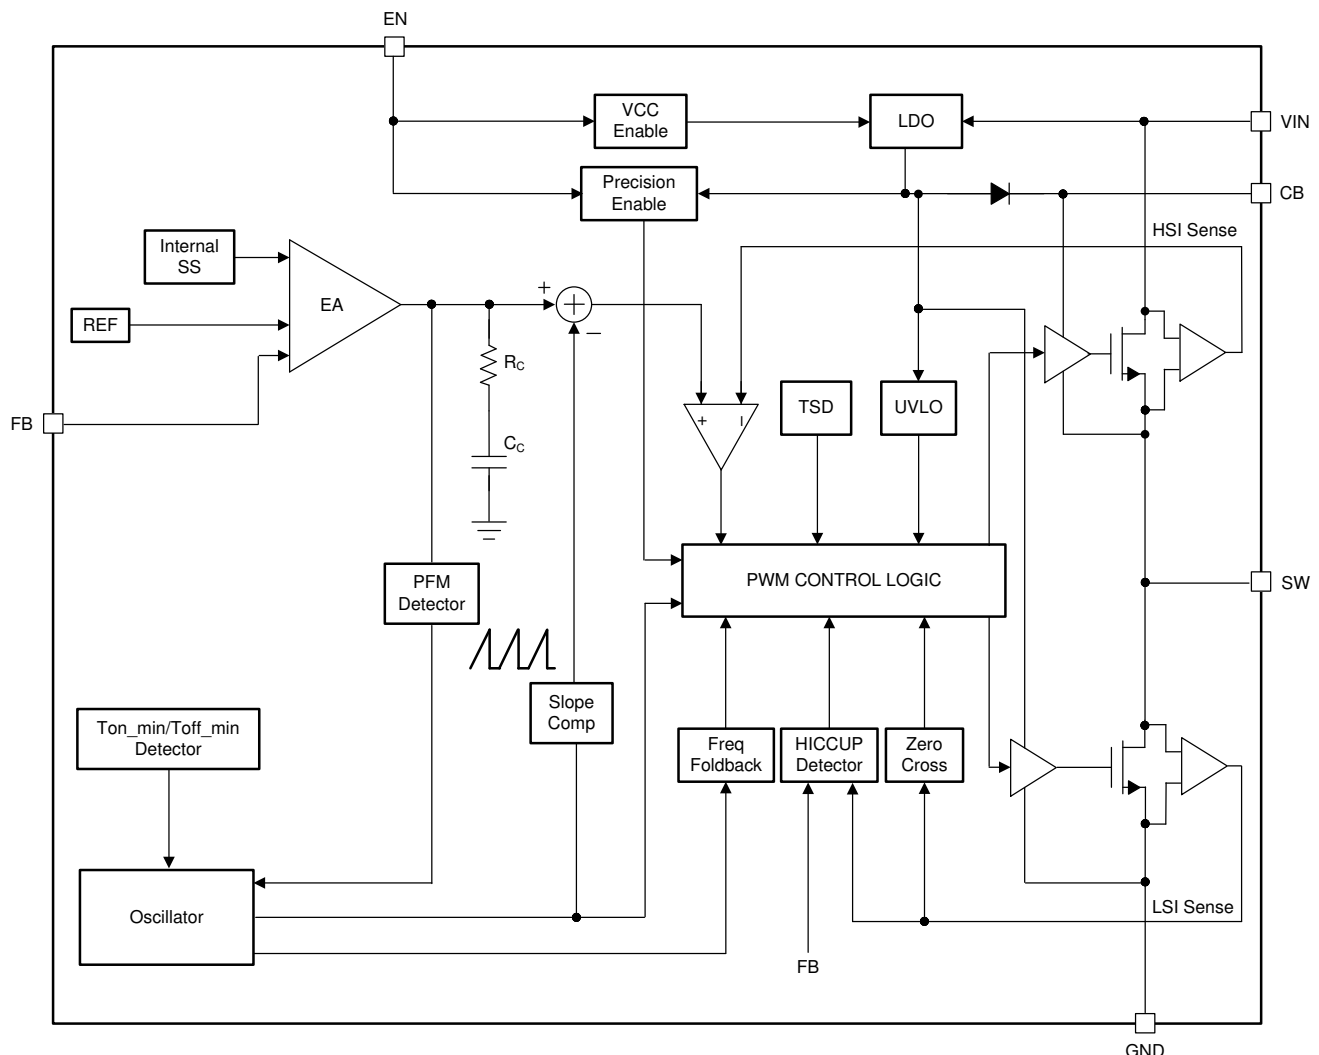 EN
VCC
Enable
LDO
VIN
Precision
Enable
CB
HSI Sense
Internal
SS
EA
+
REF
−
RC
FB
+
−
TSD
UVLO
CC
PWM CONTROL LOGIC
SW
PFM
Detector
Slope
Comp
Ton_min/Toff_min
Detector
Freq
Foldback
HICCUP
Detector
Zero
Cross
Oscillator
LSI Sense
FB
GND